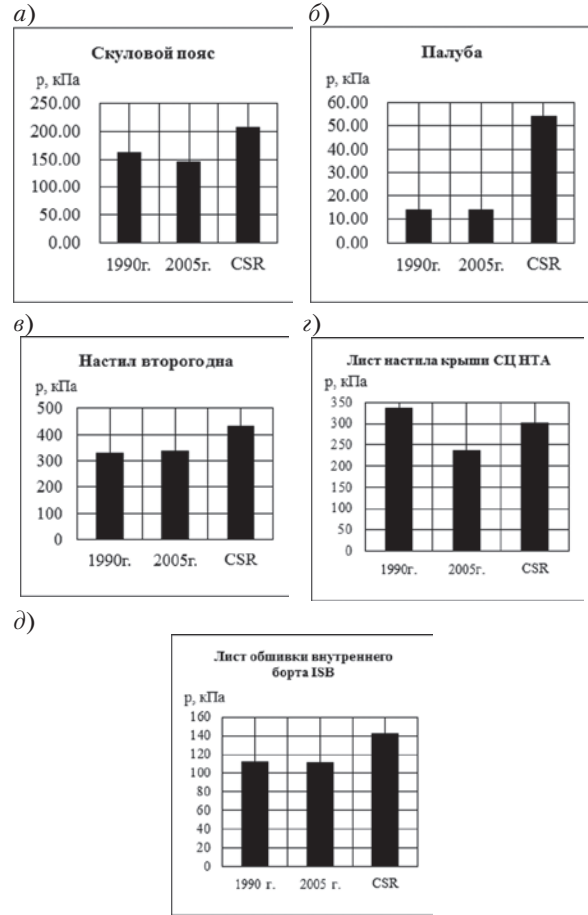 а)
Скуловой пояс
р, кПа
250.00
200.00
150.00
100.00
50.00
0.00
1990г. 2005г. CSR
б)
Палуба
р, кПа
60.00
50.00
40.00
30.00
20.00
10.00
0.00
1990г. 2005г. CSR
в)
Настил второгодна
р, кПа
500
400
300
200
100
0
1990г. 2005г. CSR
г)
Лист настила крыши СЦ НТА
р, кПа
350
300
250
200
150
100
50
0
1990г. 2005г. CSR
д)
Лист обшивки внутреннего
борта ISB
р, кПа
160
140
120
100
80
60
40
20
0
1990 г. 2005 г. CSR